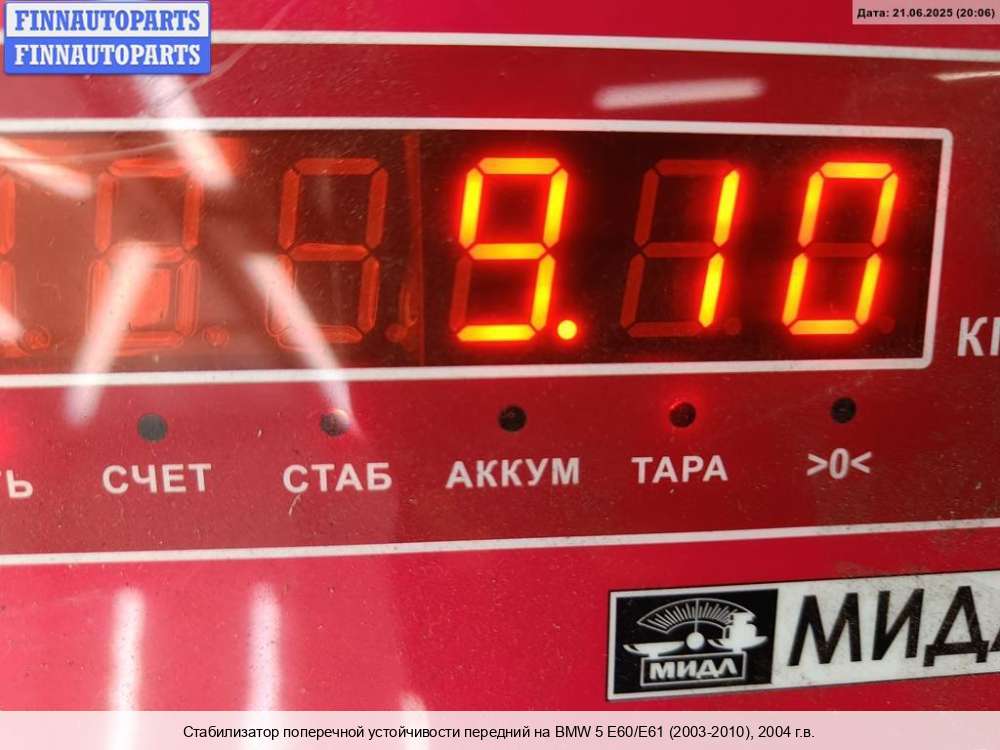 FINNAUTOPARTS
FINNAUTOPARTS
Дата: 21.06.2025 (20:06)
9.10
СЧЕТ СТАБ АККУМ ТАРА >0<
МИДЛ
Стабилизатор поперечной устойчивости передний на BMW 5 E60/E61 (2003-2010), 2004 г.в.